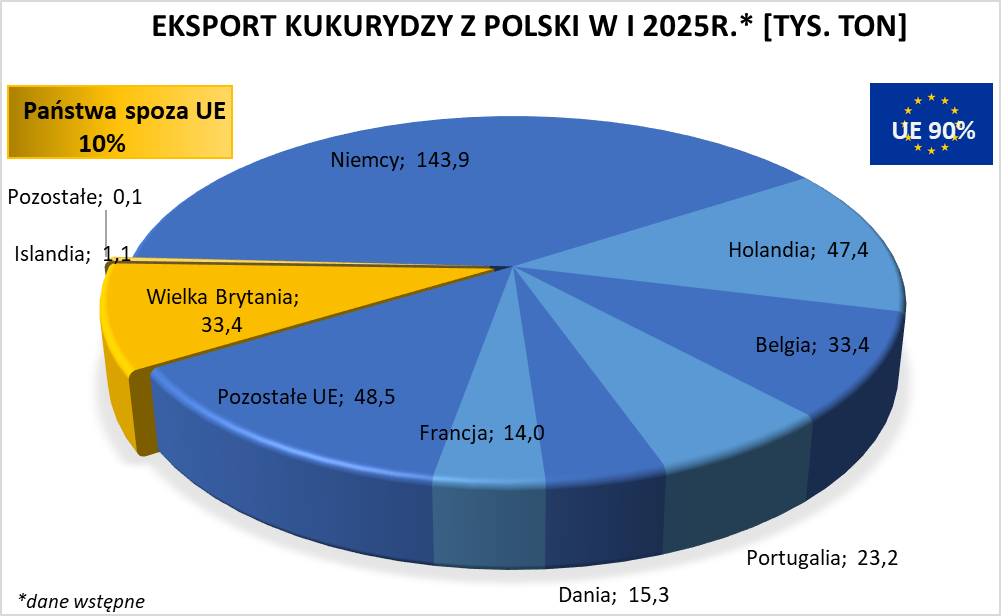 EKSPORT KUKURYDZY Z POLSKI W I 2025R.* [TYS. TON]
Państwa spoza UE
10%
UE 90%
Niemcy; 143,9
Pozostałe; 0,1
Holandia; 47,4
Islandia; 1,1
Wielka Brytania;
33,4
Belgia; 33,4
Pozostałe UE; 48,5
Francja; 14,0
Portugalia; 23,2
Dania; 15,3
*dane wstępne